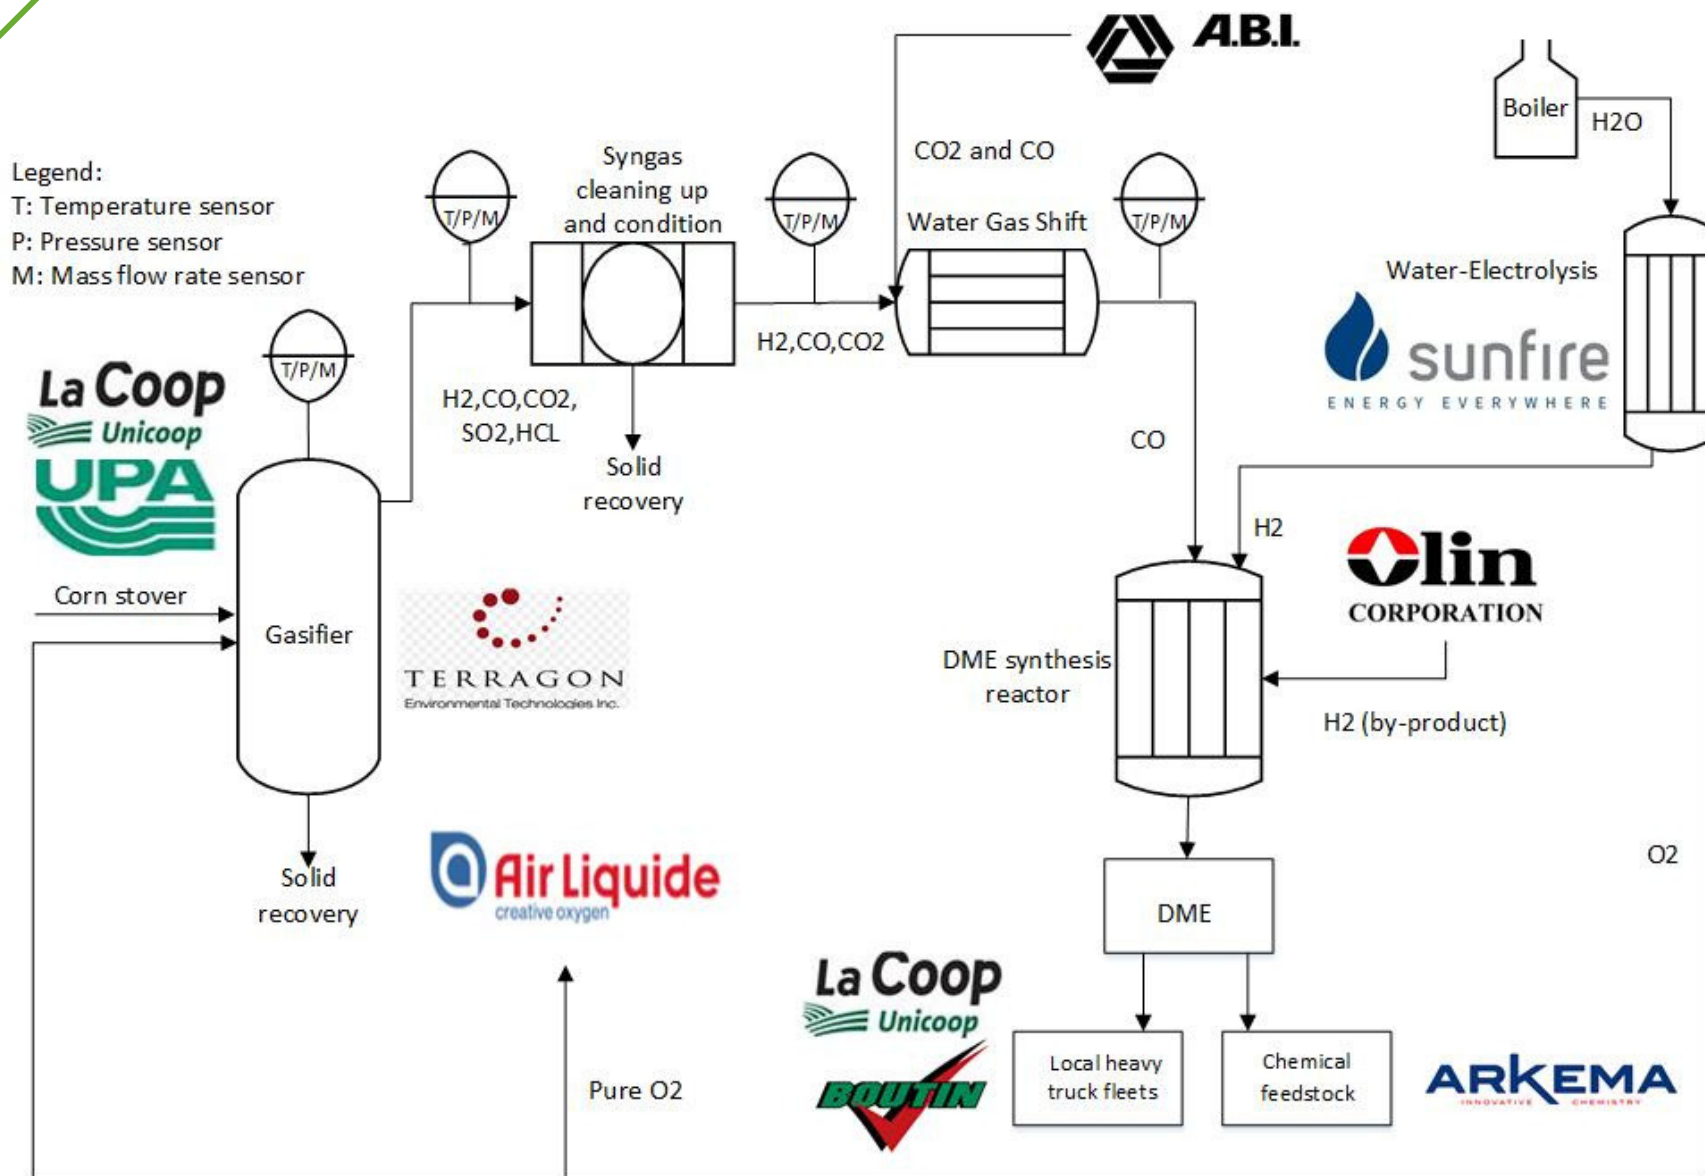 A.B.I.
Boiler
H2O
CO2 and CO
Syngas
cleaning up
and condition
Legend:
T: Temperature sensor
P: Pressure sensor
M: Mass flow rate sensor
T/P/M
T/P/M
T/P/M
Water Gas Shift
Water-Electrolysis
sunfire
ENERGY EVERYWHERE
H2,CO,CO2
T/P/M
La Coop
Unicoop
UPA
H2,CO,CO2,
SO2,HCL
CO
Solid
recovery
H2
Olin
CORPORATION
Corn stover
Gasifier
TERRAGON
Environmental Technologies Inc.
DME synthesis
reactor
H2 (by-product)
Solid
recovery
Air Liquide
creative oxygen
O2
DME
La Coop
Unicoop
BOUTIN
Local heavy
truck fleets
Chemical
feedstock
ARKEMA
INNOVATIVE CHEMISTRY
Pure O2